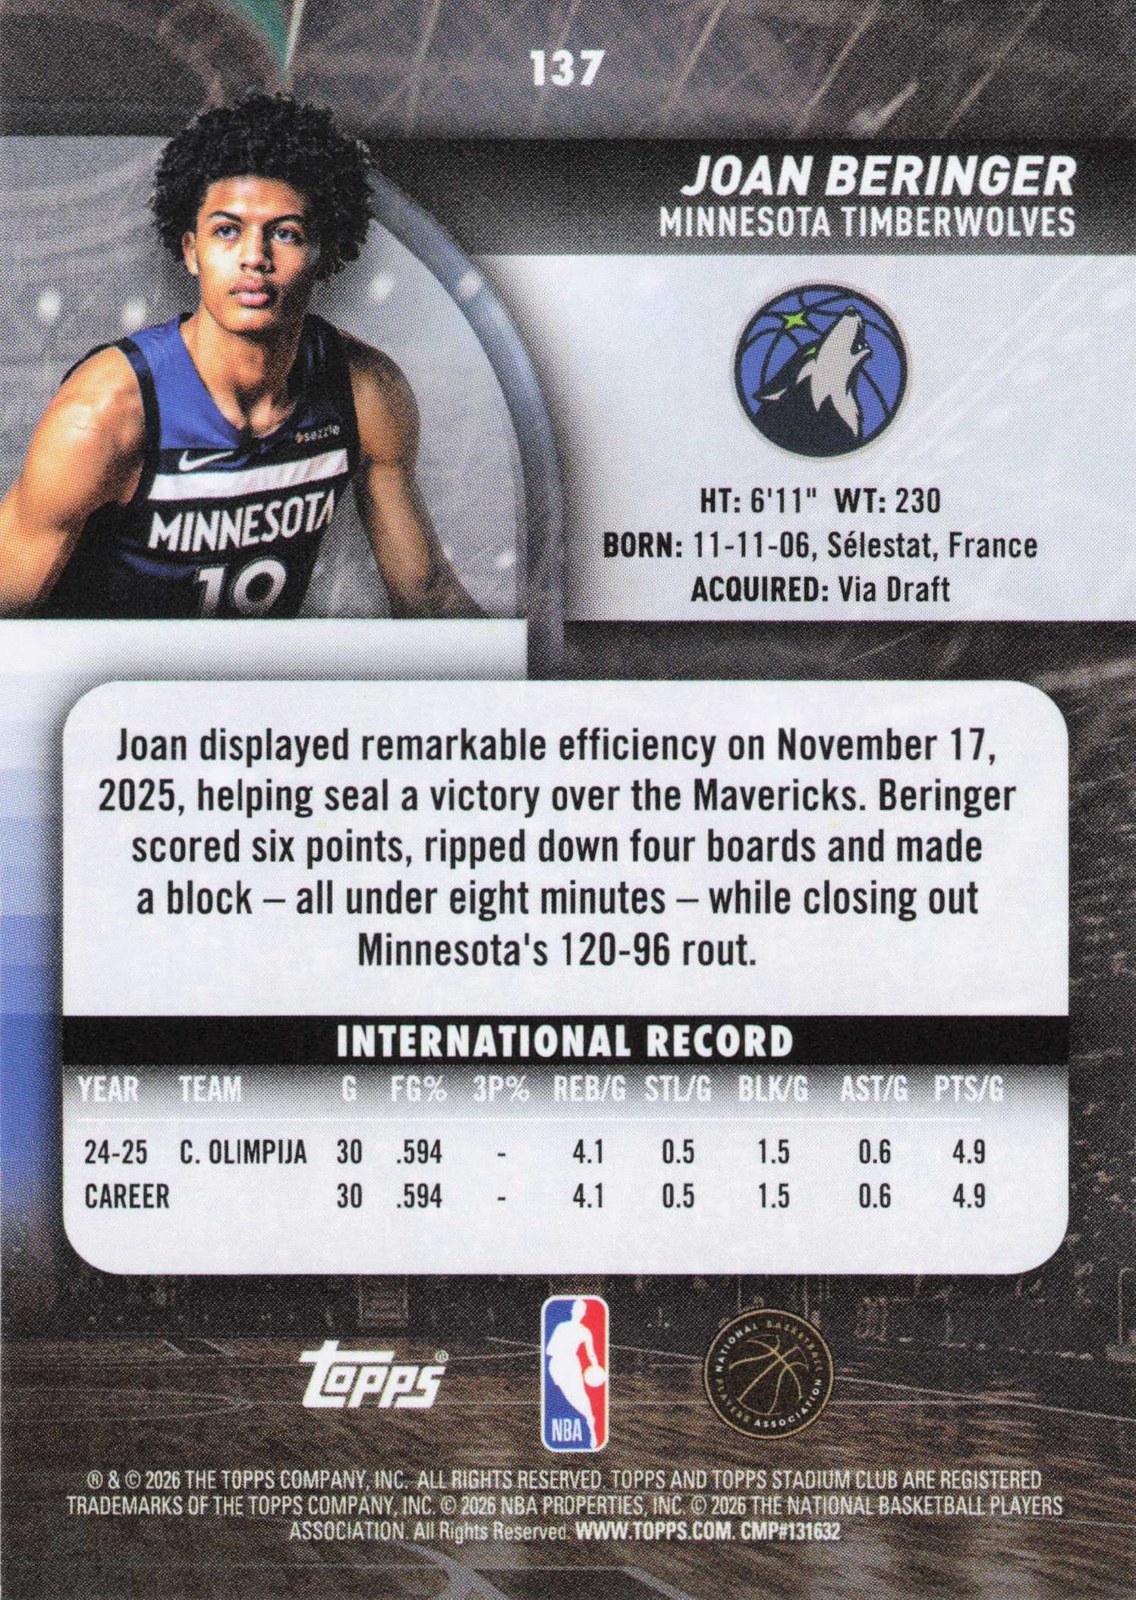 137
JOAN BERINGER
MINNESOTA TIMBERWOLVES
sezzle
MINNESOTA
19
HT: 6'11" WT: 230
BORN: 11-11-06, Sélestat, France
ACQUIRED: Via Draft
Joan displayed remarkable efficiency on November 17,
2025, helping seal a victory over the Mavericks. Beringer
scored six points, ripped down four boards and made
a block – all under eight minutes – while closing out
Minnesota's 120-96 rout.
INTERNATIONAL RECORD
YEAR TEAM G FG% 3P% REB/G STL/G BLK/G AST/G PTS/G
24-25 C. OLIMPIJA 30 .594 - 4.1 0.5 1.5 0.6 4.9
CAREER 30 .594 - 4.1 0.5 1.5 0.6 4.9
Topps®
NBA
NATIONAL BASKETBALL PLAYERS ASSOCIATION
® & © 2026 THE TOPPS COMPANY, INC. ALL RIGHTS RESERVED. TOPPS AND TOPPS STADIUM CLUB ARE REGISTERED
TRADEMARKS OF THE TOPPS COMPANY, INC. © 2026 NBA PROPERTIES, INC. © 2026 THE NATIONAL BASKETBALL PLAYERS
ASSOCIATION. All Rights Reserved. WWW.TOPPS.COM. CMP#131632